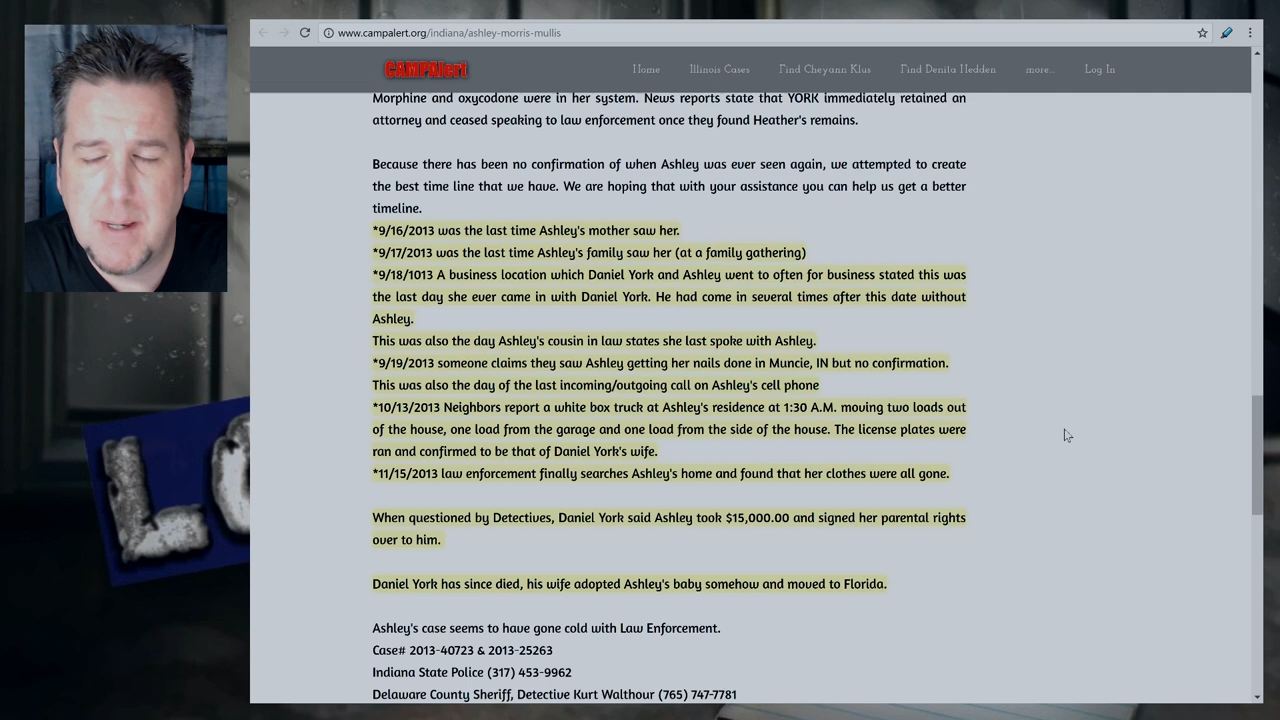 www.campalert.org/indiana/ashley-morris-mullis
CAMPAlert
Home
Illinois Cases
Find Cheyann Klus
Find Denita Hedden
more...
Log In
Morphine and oxycodone were in her system. News reports state that YORK immediately retained an
attorney and ceased speaking to law enforcement once they found Heather's remains.
Because there has been no confirmation of when Ashley was ever seen again, we attempted to create
the best time line that we have. We are hoping that with your assistance you can help us get a better
timeline.
*9/16/2013 was the last time Ashley's mother saw her.
*9/17/2013 was the last time Ashley's family saw her (at a family gathering)
*9/18/1013 A business location which Daniel York and Ashley went to often for business stated this was
the last day she ever came in with Daniel York. He had come in several times after this date without
Ashley.
This was also the day Ashley's cousin in law states she last spoke with Ashley.
*9/19/2013 someone claims they saw Ashley getting her nails done in Muncie, IN but no confirmation.
This was also the day of the last incoming/outgoing call on Ashley's cell phone
*10/13/2013 Neighbors report a white box truck at Ashley's residence at 1:30 A.M. moving two loads out
of the house, one load from the garage and one load from the side of the house. The license plates were
ran and confirmed to be that of Daniel York's wife.
*11/15/2013 law enforcement finally searches Ashley's home and found that her clothes were all gone.
When questioned by Detectives, Daniel York said Ashley took $15,000.00 and signed her parental rights
over to him.
Daniel York has since died, his wife adopted Ashley's baby somehow and moved to Florida.
Ashley's case seems to have gone cold with Law Enforcement.
Case# 2013-40723 & 2013-25263
Indiana State Police (317) 453-9962
Delaware County Sheriff, Detective Kurt Walthour (765) 747-7781